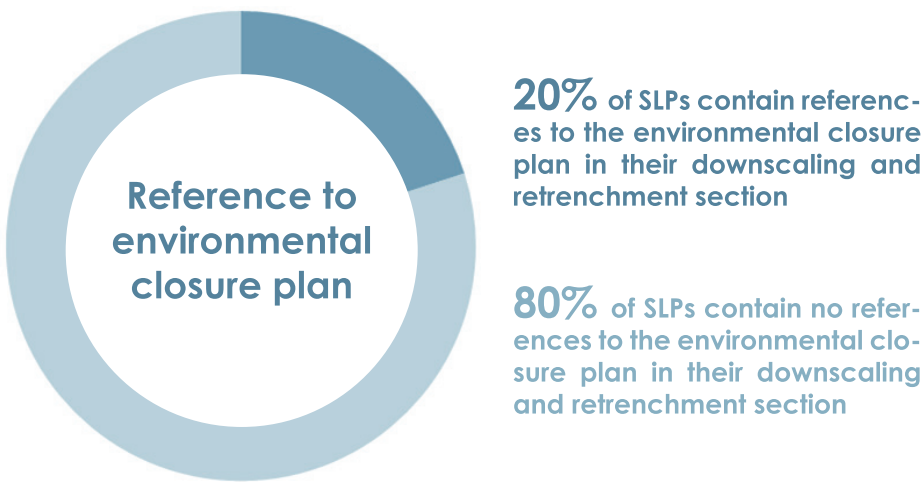 Reference to
environmental
closure plan
20% of SLPs contain referenc-
es to the environmental closure
plan in their downscaling and
retrenchment section
80% of SLPs contain no refer-
ences to the environmental clo-
sure plan in their downscaling
and retrenchment section